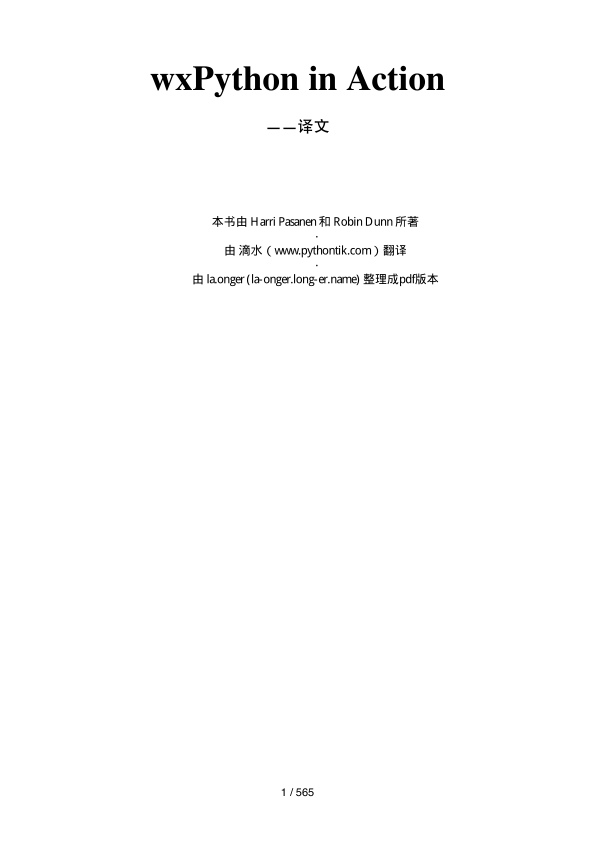 wxPython in Action
——译文
本书由 Harri Pasanen 和 Robin Dunn 所著
.
由 滴水（www.pythontik.com）翻译
.
由 la.onger (la-onger.long-er.name) 整理成pdf版本
1 / 565